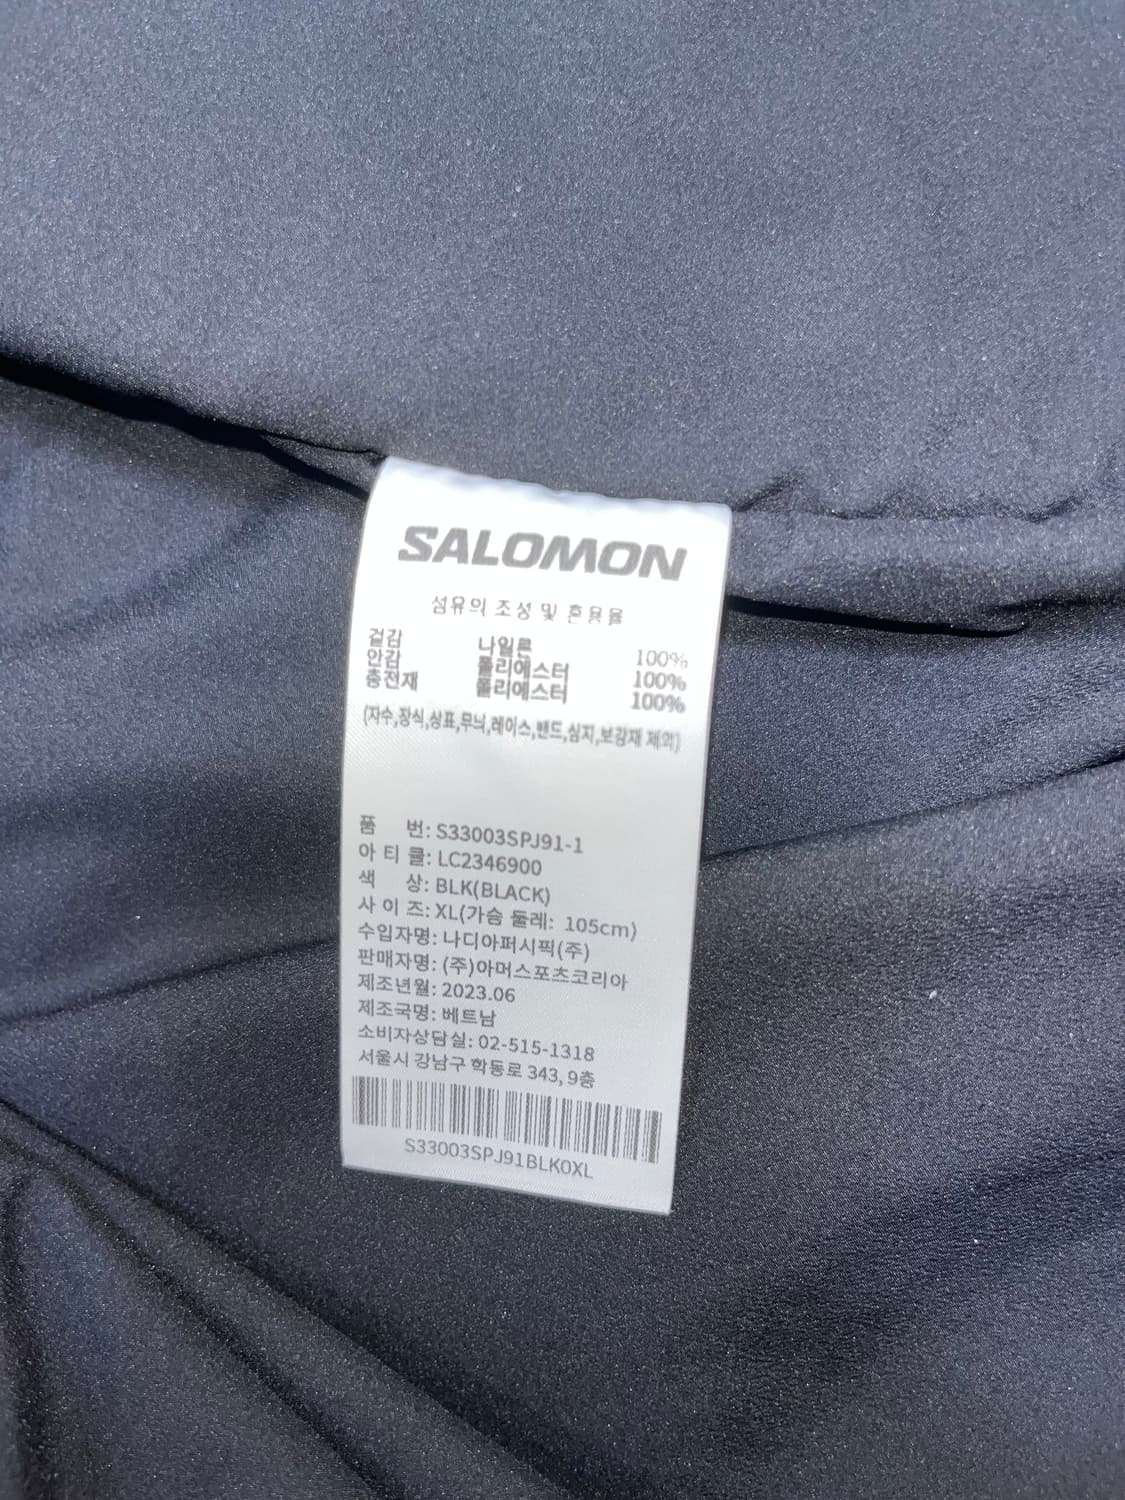 SALOMON
섬유의 조성 및 혼용율
겉감 나일론 100%
안감 폴리에스터 100%
충전재 폴리에스터 100%
(자수,장식,상표,무늬,레이스,밴드,심지,보강재 제외)
품 번: S33003SPJ91-1
아 티 클: LC2346900
색 상: BLK(BLACK)
사 이 즈: XL(가슴 둘레: 105cm)
수입자명: 나디아퍼시픽(주)
판매자명: (주)아머스포츠코리아
제조년월: 2023.06
제조국명: 베트남
소비자상담실: 02-515-1318
서울시 강남구 학동로 343, 9층
S33003SPJ91BLK0XL